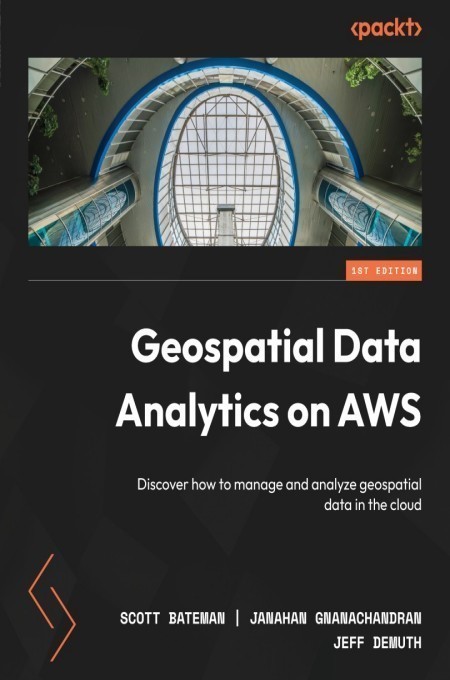 <packt>
1ST EDITION
Geospatial Data
Analytics on AWS
Discover how to manage and analyze geospatial
data in the cloud
SCOTT BATEMAN | JANAHAN GNANACHANDRAN
JEFF DEMUTH